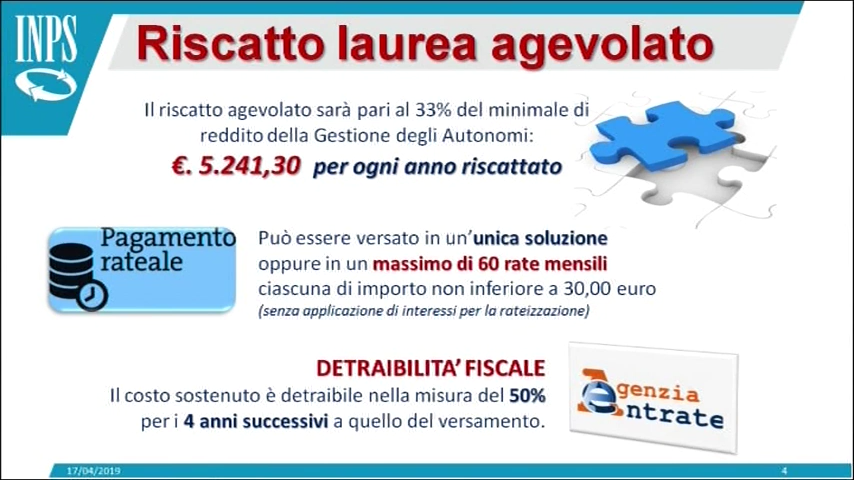 INPS
Riscatto laurea agevolato
Il riscatto agevolato sarà pari al 33% del minimale di
reddito della Gestione degli Autonomi:
€. 5.241,30 per ogni anno riscattato
Pagamento
rateale
Può essere versato in un'unica soluzione
oppure in un massimo di 60 rate mensili
ciascuna di importo non inferiore a 30,00 euro
(senza applicazione di interessi per la rateizzazione)
DETRAIBILITA' FISCALE
Il costo sostenuto è detraibile nella misura del 50%
per i 4 anni successivi a quello del versamento.
Agenzia
entrate
17/04/2019
4